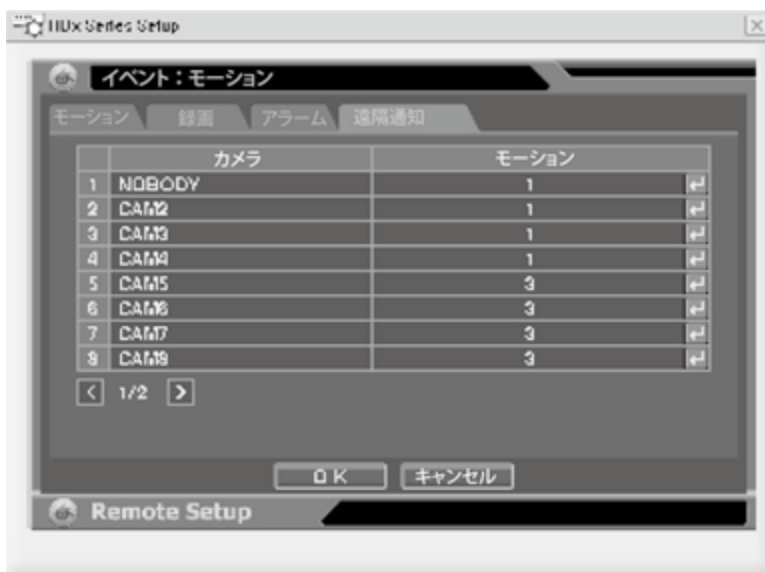 HDx Series Setup
イベント：モーション
モーション 録画 アラーム 遠隔通知
カメラ モーション
1 NOBODY 1
2 CAM2 1
3 CAM3 1
4 CAM4 1
5 CAM5 3
6 CAM6 3
7 CAM7 3
8 CAM8 3
1/2
OK キャンセル
Remote Setup